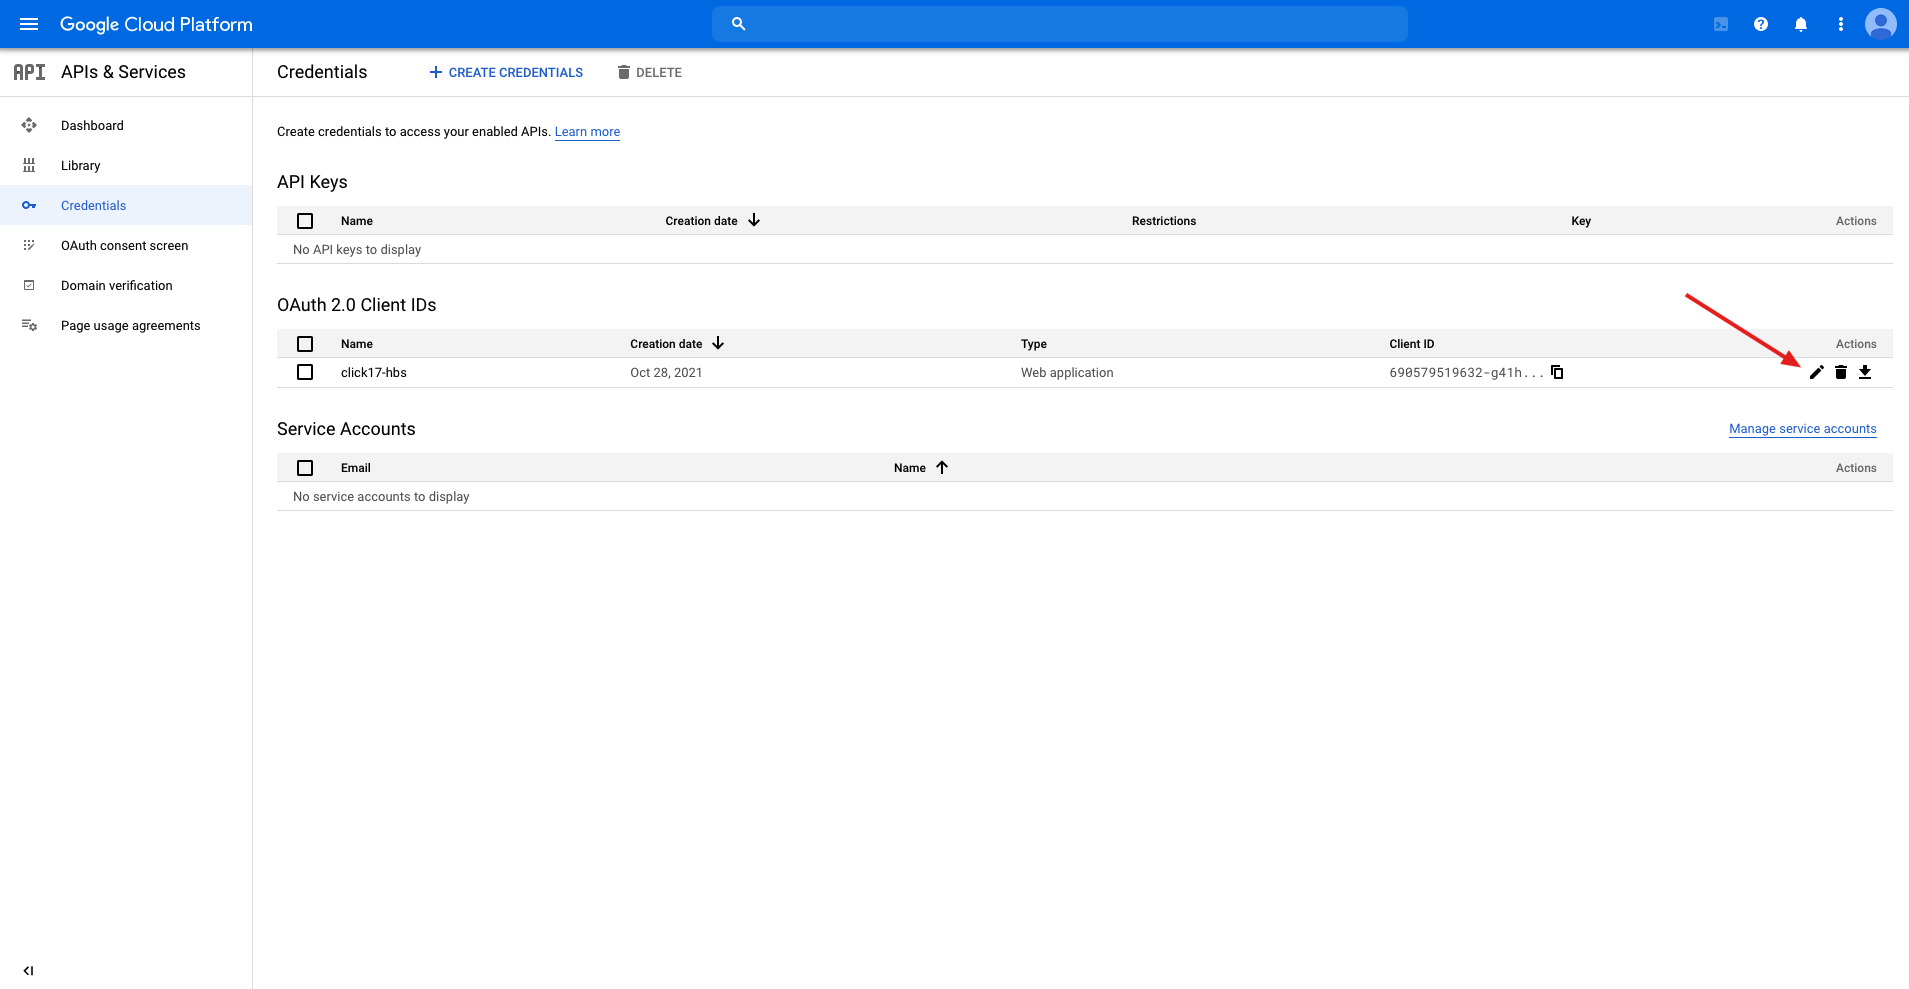 Google Cloud Platform
API APIs & Services
Credentials
CREATE CREDENTIALS
DELETE
Dashboard
Library
Credentials
OAuth consent screen
Domain verification
Page usage agreements
Create credentials to access your enabled APIs. Learn more
API Keys
Name Creation date Restrictions Key Actions
No API keys to display
OAuth 2.0 Client IDs
Name Creation date Type Client ID Actions
click17-hbs Oct 28, 2021 Web application 690579519632-g41h...
Service Accounts Manage service accounts
Email Name Actions
No service accounts to display